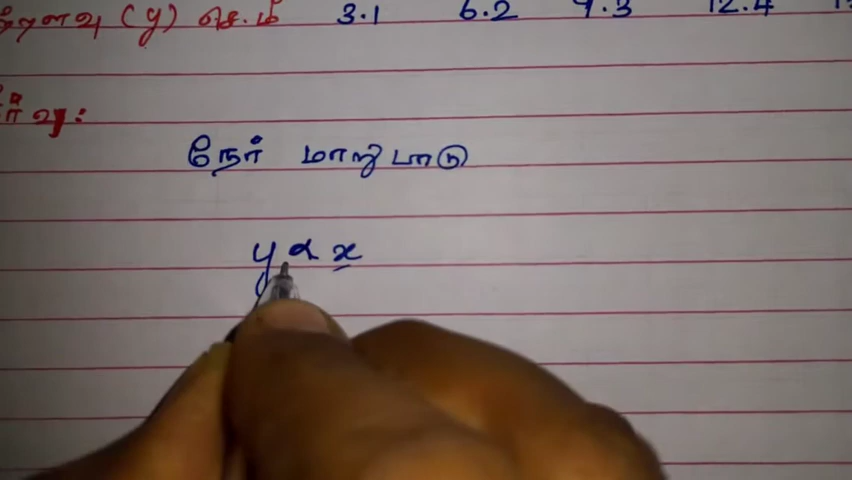 (y) செ.மீ 3.1 6.2 9.3 12.4
நேர் மாறிபாடு
y α x